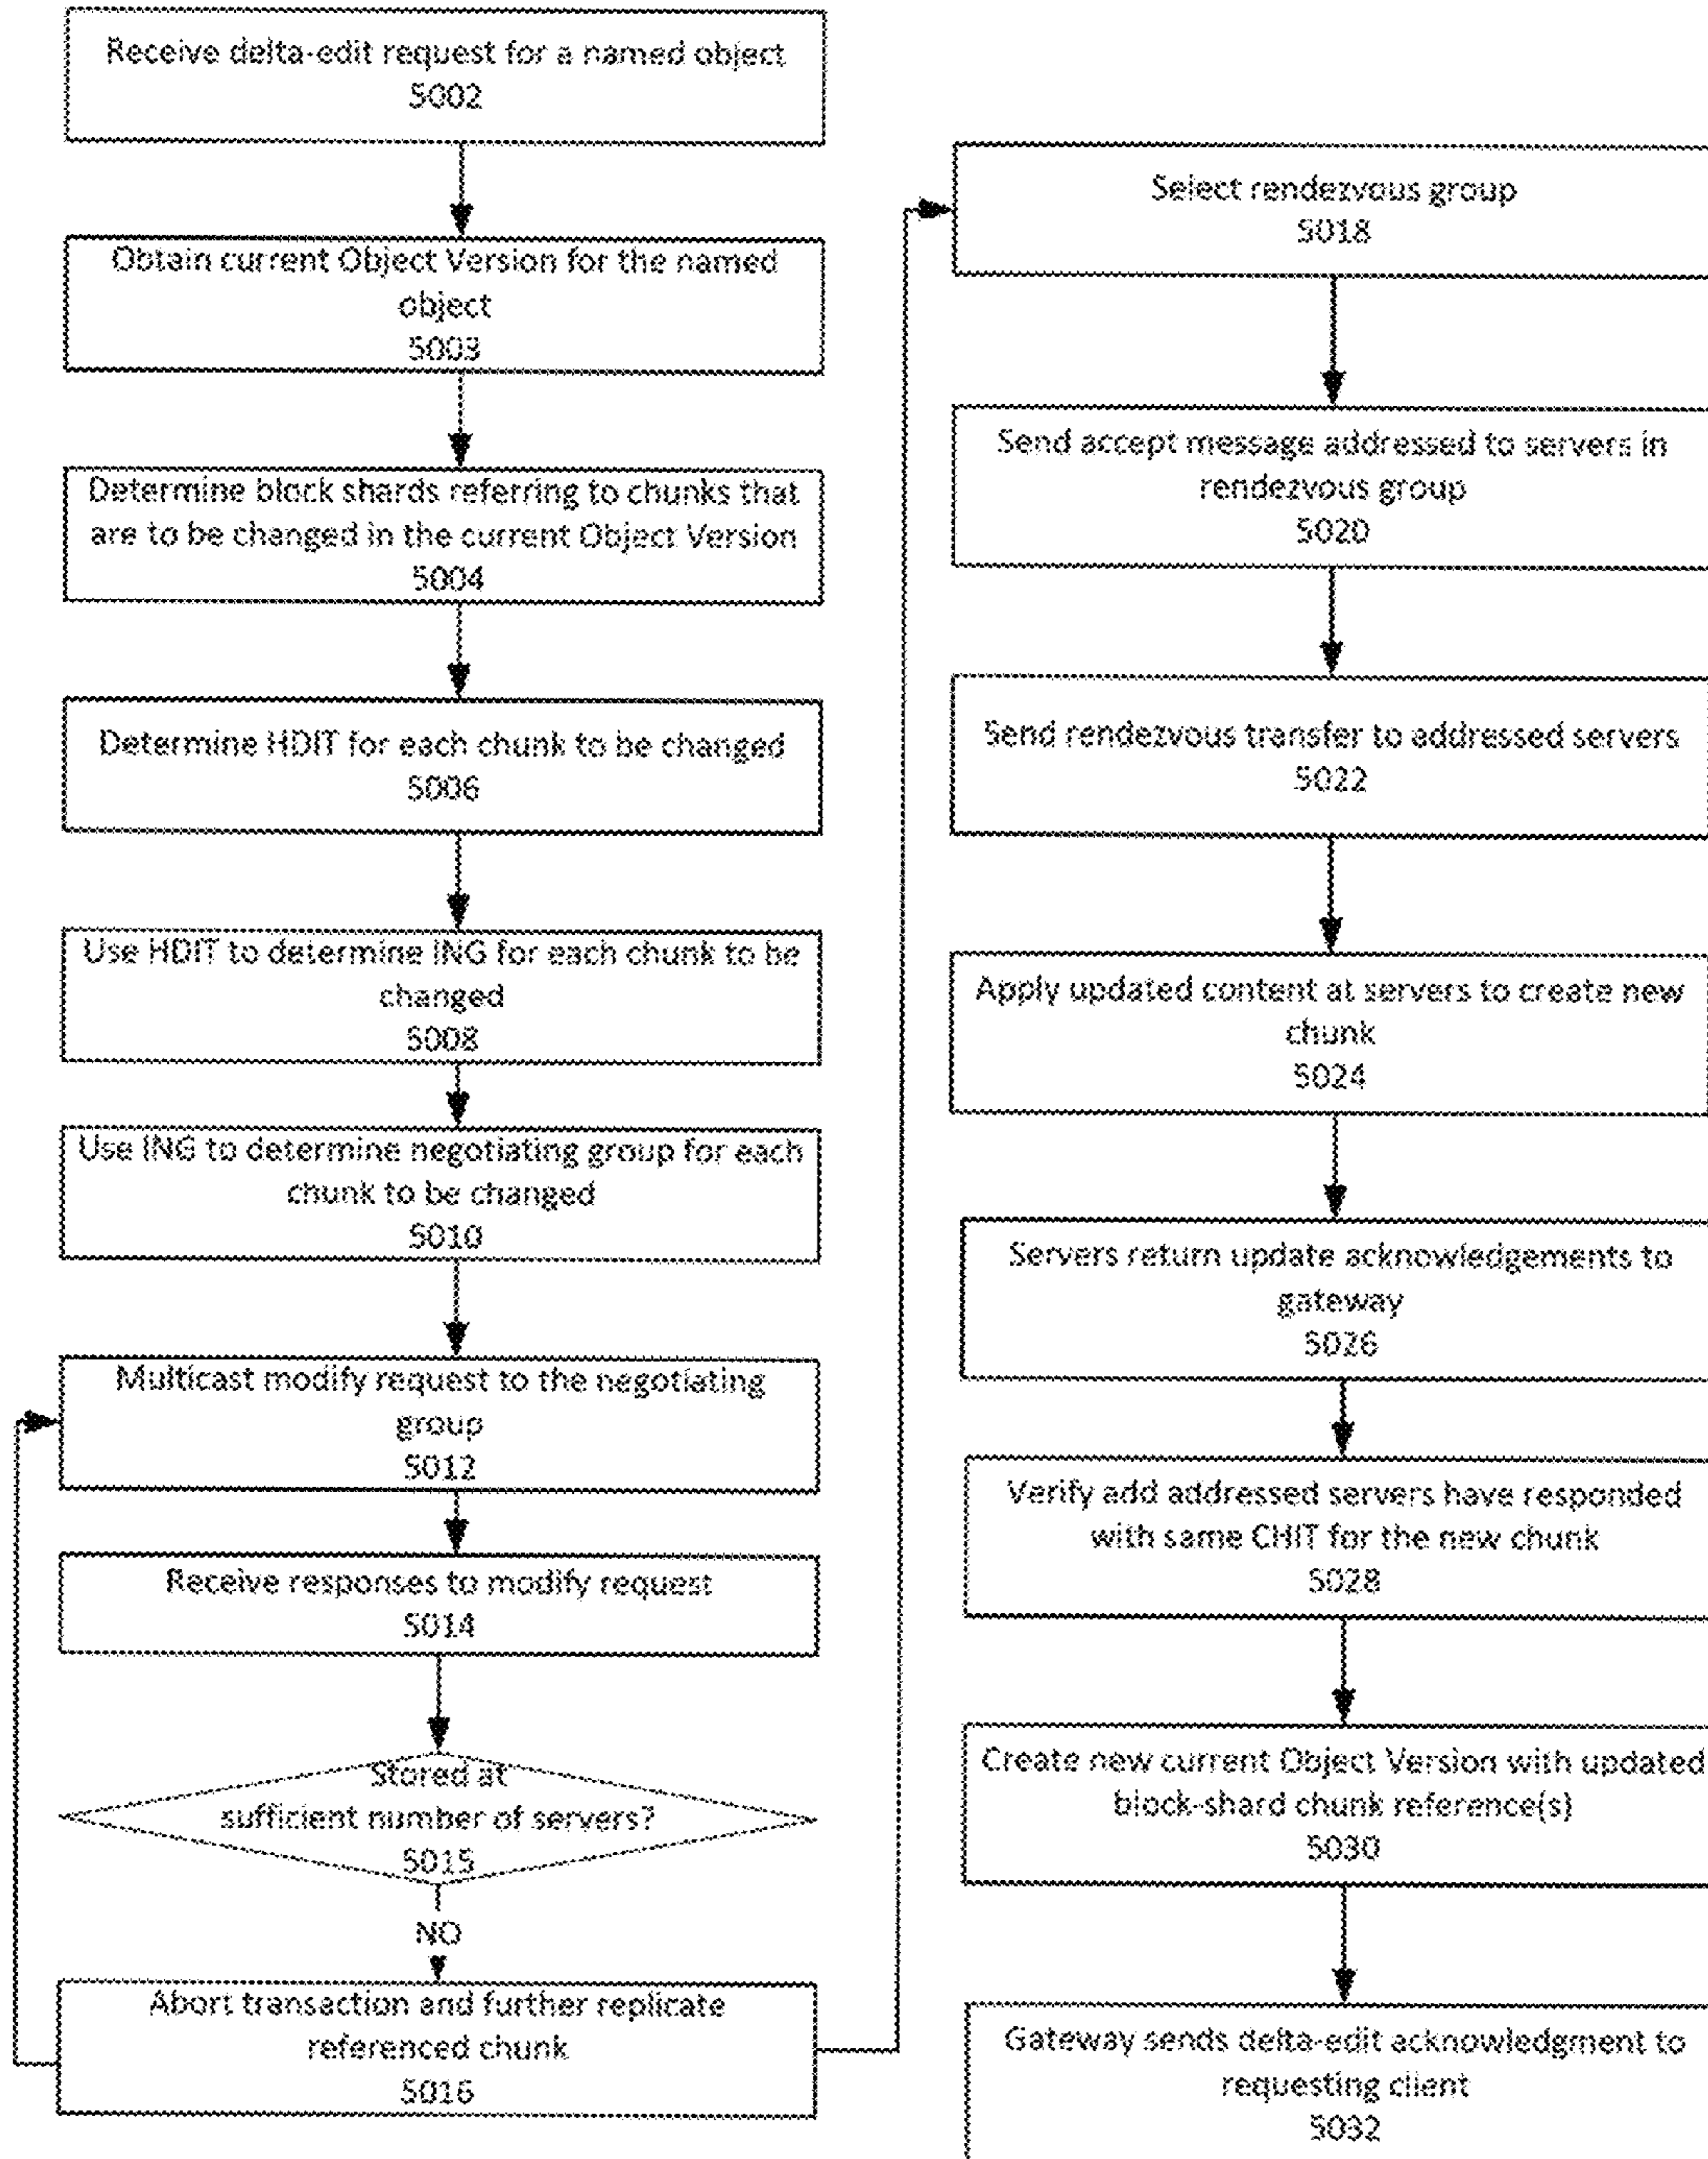 Receive delta-edit request for a named object
5002
Obtain current Object Version for the named
object
5003
Determine block shards referring to chunks that
are to be changed in the current Object Version
5004
Determine HDIT for each chunk to be changed
5006
Use HDIT to determine ING for each chunk to be
changed
5008
Use ING to determine negotiating group for each
chunk to be changed
5010
Multicast modify request to the negotiating
group
5012
Receive responses to modify request
5014
Stored at
sufficient number of servers?
5015
NO
Abort transaction and further replicate
referenced chunk
5016
Select rendezvous group
5018
Send accept message addressed to servers in
rendezvous group
5020
Send rendezvous transfer to addressed servers
5022
Apply updated content at servers to create new
chunk
5024
Servers return update acknowledgements to
gateway
5026
Verify add addressed servers have responded
with same CHIT for the new chunk
5028
Create new current Object Version with updated
block-shard chunk reference(s)
5030
Gateway sends delta-edit acknowledgment to
requesting client
5032